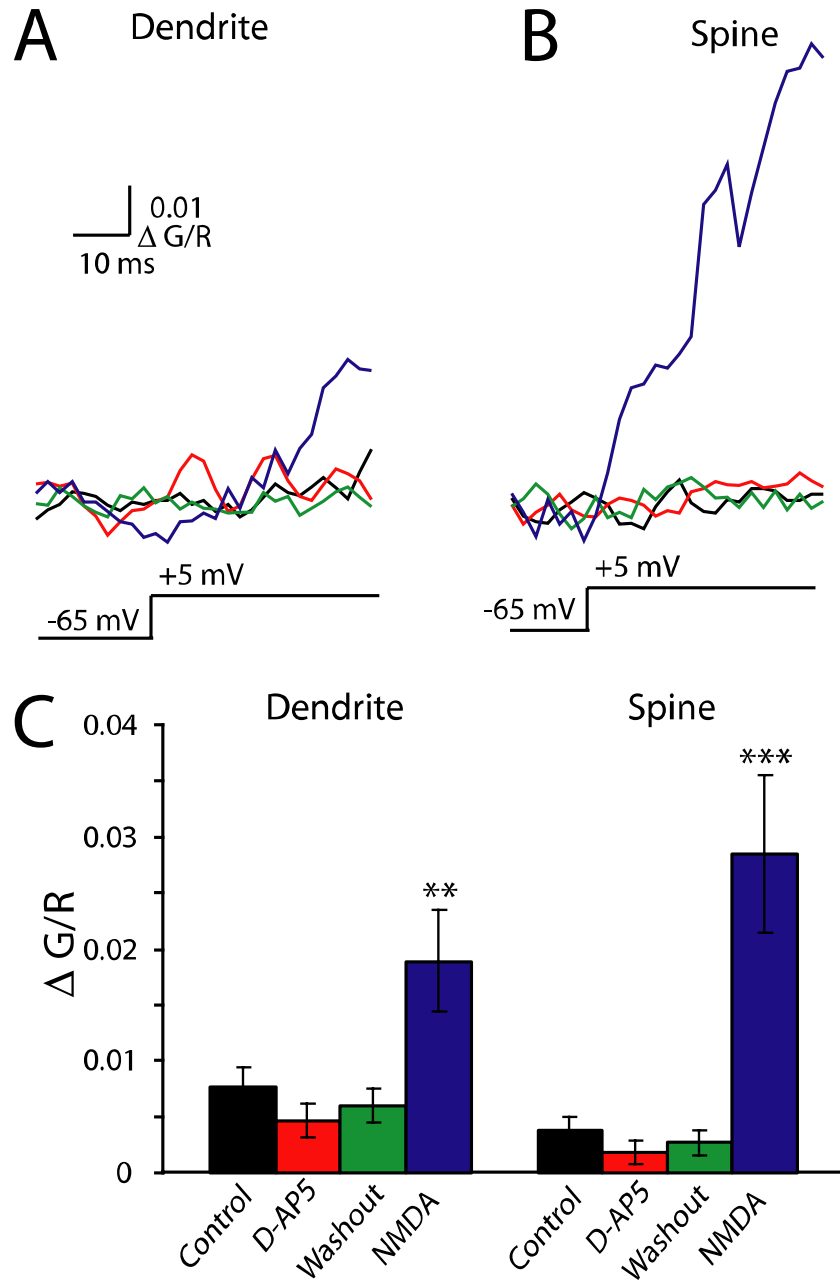 A
Dendrite
B
Spine
0.01
Δ G/R
10 ms
+5 mV
-65 mV
+5 mV
-65 mV
C
Dendrite
Spine
0.04
0.03
0.02
0.01
0
Δ G/R
**
***
Control
D-AP5
Washout
NMDA
Control
D-AP5
Washout
NMDA